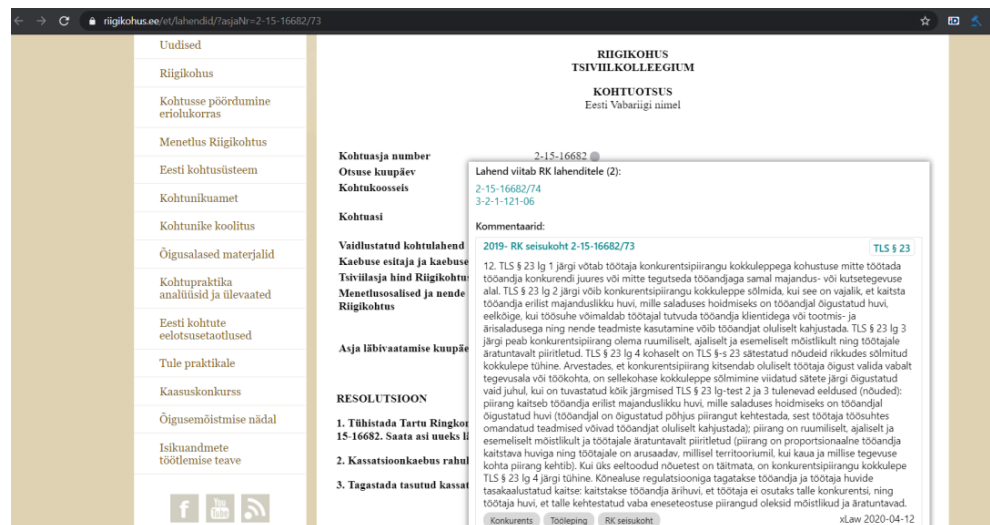 riigikohus.ee/et/lahendid/?asjaNr=2-15-16682/73
Uudised
Riigikohus
Kohtusse pöördumine
eriolukorras
Menetlus Riigikohtus
Eesti kohtusüsteem
Kohtunikuamet
Kohtunike koolitus
Õigusalased materjalid
Kohtupraktika
analüüsid ja ülevaated
Eesti kohtute
eelotsusetaotlused
Tule praktikale
Kaasuskonkurss
Õigusemõistmise nädal
Isikuandmete
töötlemise teave
f
You
Tube
RIIGIKOHUS
TSIVIILKOLLEEGIUM
KOHTUOTSUS
Eesti Vabariigi nimel
Kohtuasja number 2-15-16682
Otsuse kuupäev
Kohtukoosseis
Kohtuasi
Vaidlustatud kohtulahend
Kaebuse esitaja ja kaebuse
Tsiviilasja hind Riigikohtus
Menetlusosalised ja nende
Riigikohtus
Asja läbivaatamise kuupäe
RESOLUTSIOON
1. Tühistada Tartu Ringkon
15-16682. Saata asi uueks lä
2. Kassatsioonkaebus rahul
3. Tagastada tasutud kassat
Lahend viitab RK lahenditele (2):
2-15-16682/74
3-2-1-121-06
Kommentaarid:
2019- RK seisukoht 2-15-16682/73 TLS § 23
12. TLS § 23 lg 1 järgi võtab töötaja konkurentsipiirangu kokkuleppega kohustuse mitte töötada
tööandja konkurendi juures või mitte tegutseda tööandjaga samal majandus- või kutsetegevuse
alal. TLS § 23 lg 2 järgi võib konkurentsipiirangu kokkuleppe sõlmida, kui see on vajalik, et kaitsta
tööandja erilist majanduslikku huvi, mille saladuses hoidmiseks on tööandjal õigustatud huvi,
eelkõige, kui töösuhe võimaldab töötajal tutvuda tööandja klientidega või tootmis- ja
ärisaladusega ning nende teadmiste kasutamine võib tööandjat oluliselt kahjustada. TLS § 23 lg 3
järgi peab konkurentsipiirang olema ruumiliselt, ajaliselt ja esemeliselt mõistlikult ning töötajale
äratuntavalt piiritletud. TLS § 23 lg 4 kohaselt on TLS §-s 23 sätestatud nõudeid rikkudes sõlmitud
kokkulepe tühine. Arvestades, et konkurentsipiirang kitsendab oluliselt töötaja õigust valida vabalt
tegevusala või töökohta, on sellekohase kokkuleppe sõlmimine viidatud sätete järgi õigustatud
vaid juhul, kui on tuvastatud kõik järgmised TLS § 23 lg-test 2 ja 3 tulenevad eeldused (nõuded):
piirang kaitseb tööandja erilist majanduslikku huvi, mille saladuses hoidmiseks on tööandjal
õigustatud huvi (tööandjal on õigustatud põhjus piirangut kehtestada, sest töötaja töösuhtes
omandatud teadmised võivad tööandjat oluliselt kahjustada); piirang on ruumiliselt, ajaliselt ja
esemeliselt mõistlikult ja töötajale äratuntavalt piiritletud (piirang on proportsionaalne tööandja
kaitstava huviga ning töötajale on arusaadav, millisel territooriumil, kui kaua ja millise tegevuse
kohta piirang kehtib). Kui üks eeltoodud nõuetest on täitmata, on konkurentsipiirangu kokkulepe
TLS § 23 lg 4 järgi tühine. Kõnealuse regulatsiooniga tagatakse tööandja ja töötaja huvide
tasakaalustatud kaitse: kaitstakse tööandja ärihuvi, et töötaja ei osutaks talle konkurentsi, ning
töötaja huvi, et talle kehtestatud vaba eneseteostuse piirangud oleksid mõistlikud ja äratuntavad.
Konkurents Tööleping RK seisukoht xLaw 2020-04-12